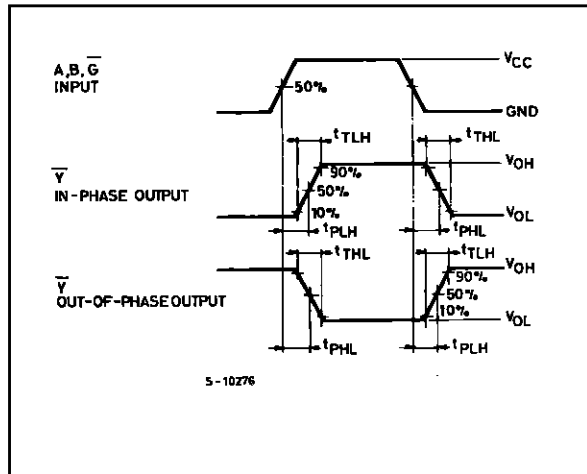 A,B,G̅
INPUT
50%
VCC
GND
tTLH
tTHL
Y̅
IN-PHASE OUTPUT
90%
50%
10%
VOH
VOL
tPLH
tPHL
tTHL
tTLH
Y̅
OUT-OF-PHASE OUTPUT
VOH
90%
50%
10%
VOL
tPHL
tPLH
S-10276